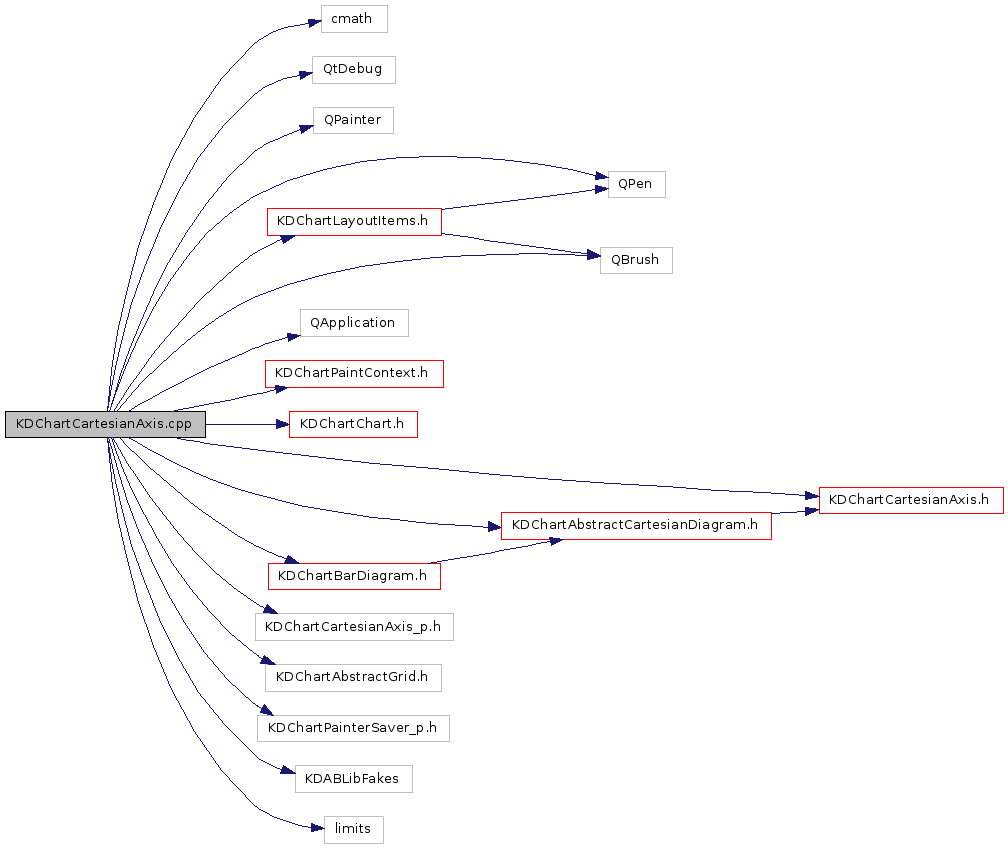 cmath
QtDebug
QPainter
QPen
KDChartLayoutItems.h
QBrush
QApplication
KDChartPaintContext.h
KDChartCartesianAxis.cpp
KDChartChart.h
KDChartCartesianAxis.h
KDChartAbstractCartesianDiagram.h
KDChartBarDiagram.h
KDChartCartesianAxis_p.h
KDChartAbstractGrid.h
KDChartPainterSaver_p.h
KDABLibFakes
limits